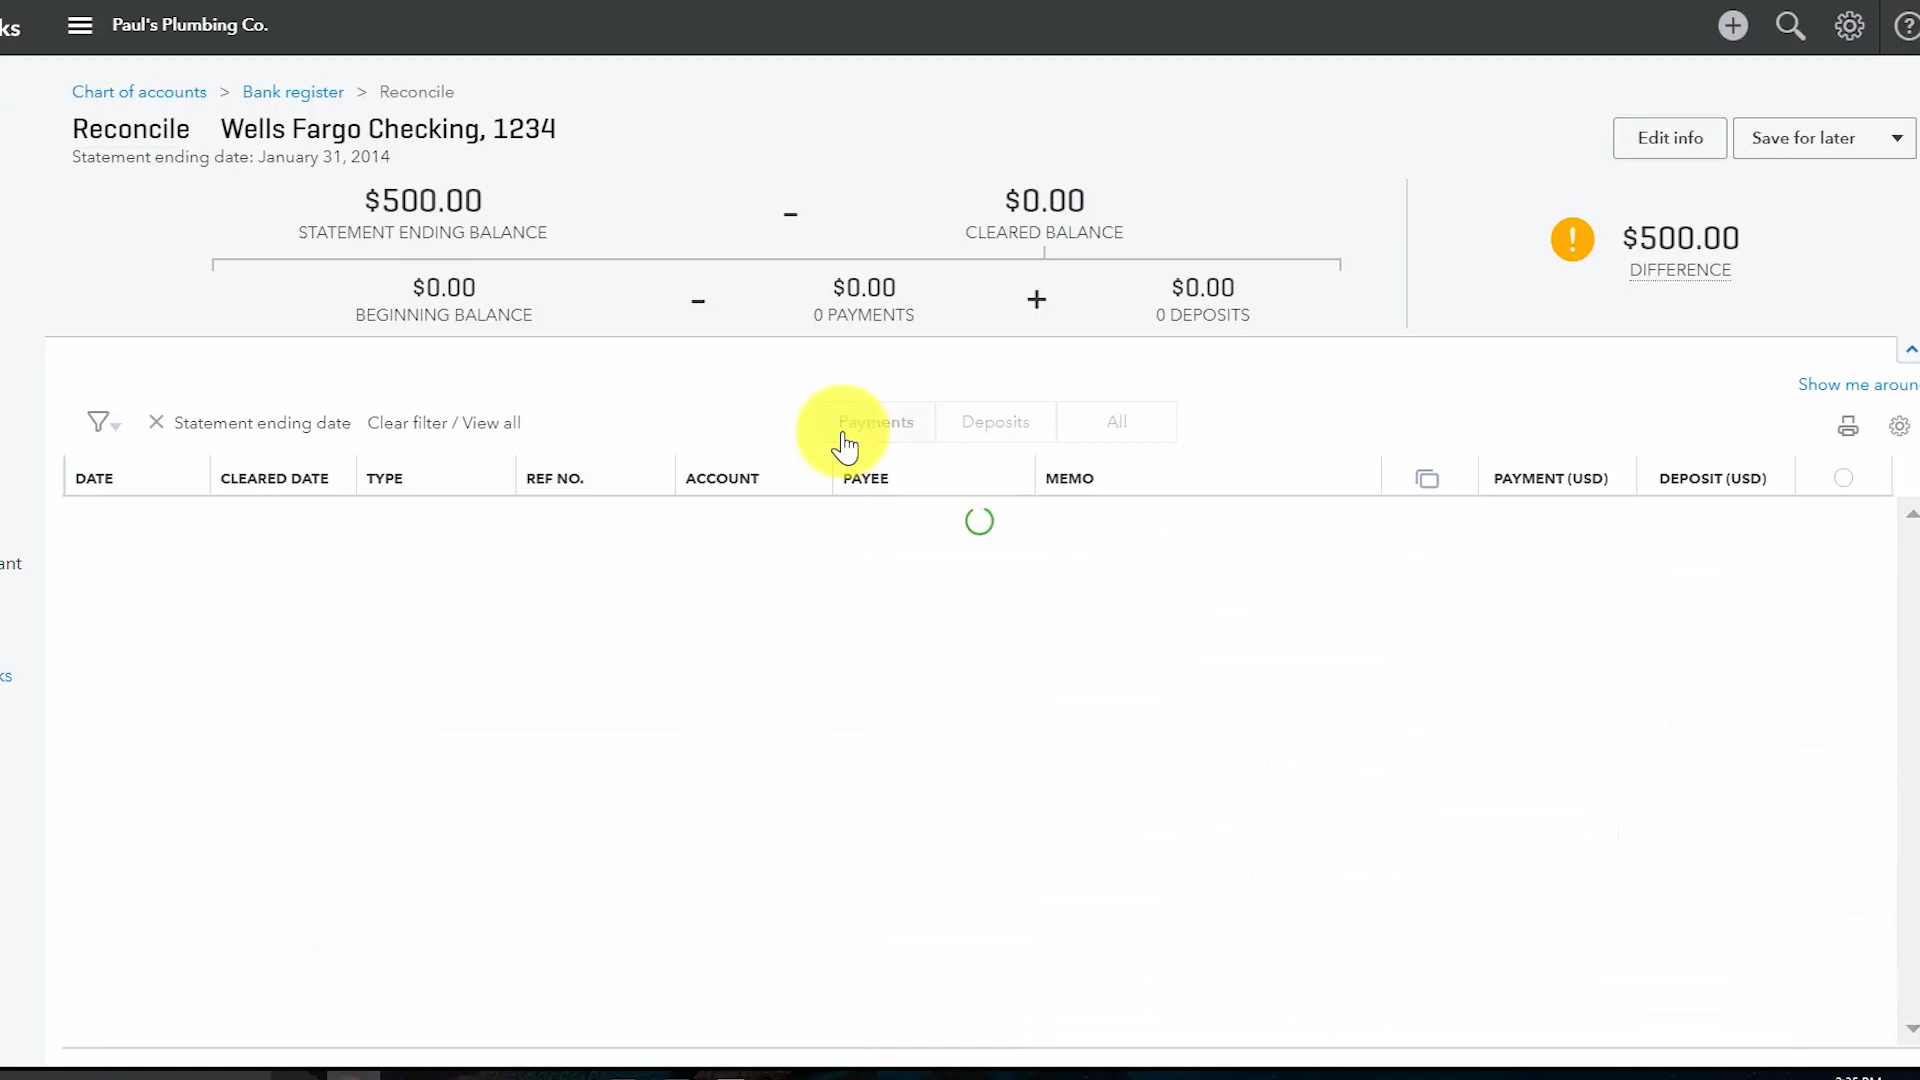 ks Paul's Plumbing Co.
Chart of accounts > Bank register > Reconcile
Reconcile Wells Fargo Checking, 1234
Statement ending date: January 31, 2014
Edit info Save for later
$500.00 - $0.00
STATEMENT ENDING BALANCE CLEARED BALANCE
! $500.00
DIFFERENCE
$0.00 - $0.00 + $0.00
BEGINNING BALANCE 0 PAYMENTS 0 DEPOSITS
Show me aroun
Statement ending date Clear filter / View all Payments Deposits All
DATE CLEARED DATE TYPE REF NO. ACCOUNT PAYEE MEMO PAYMENT (USD) DEPOSIT (USD)
ant
ks